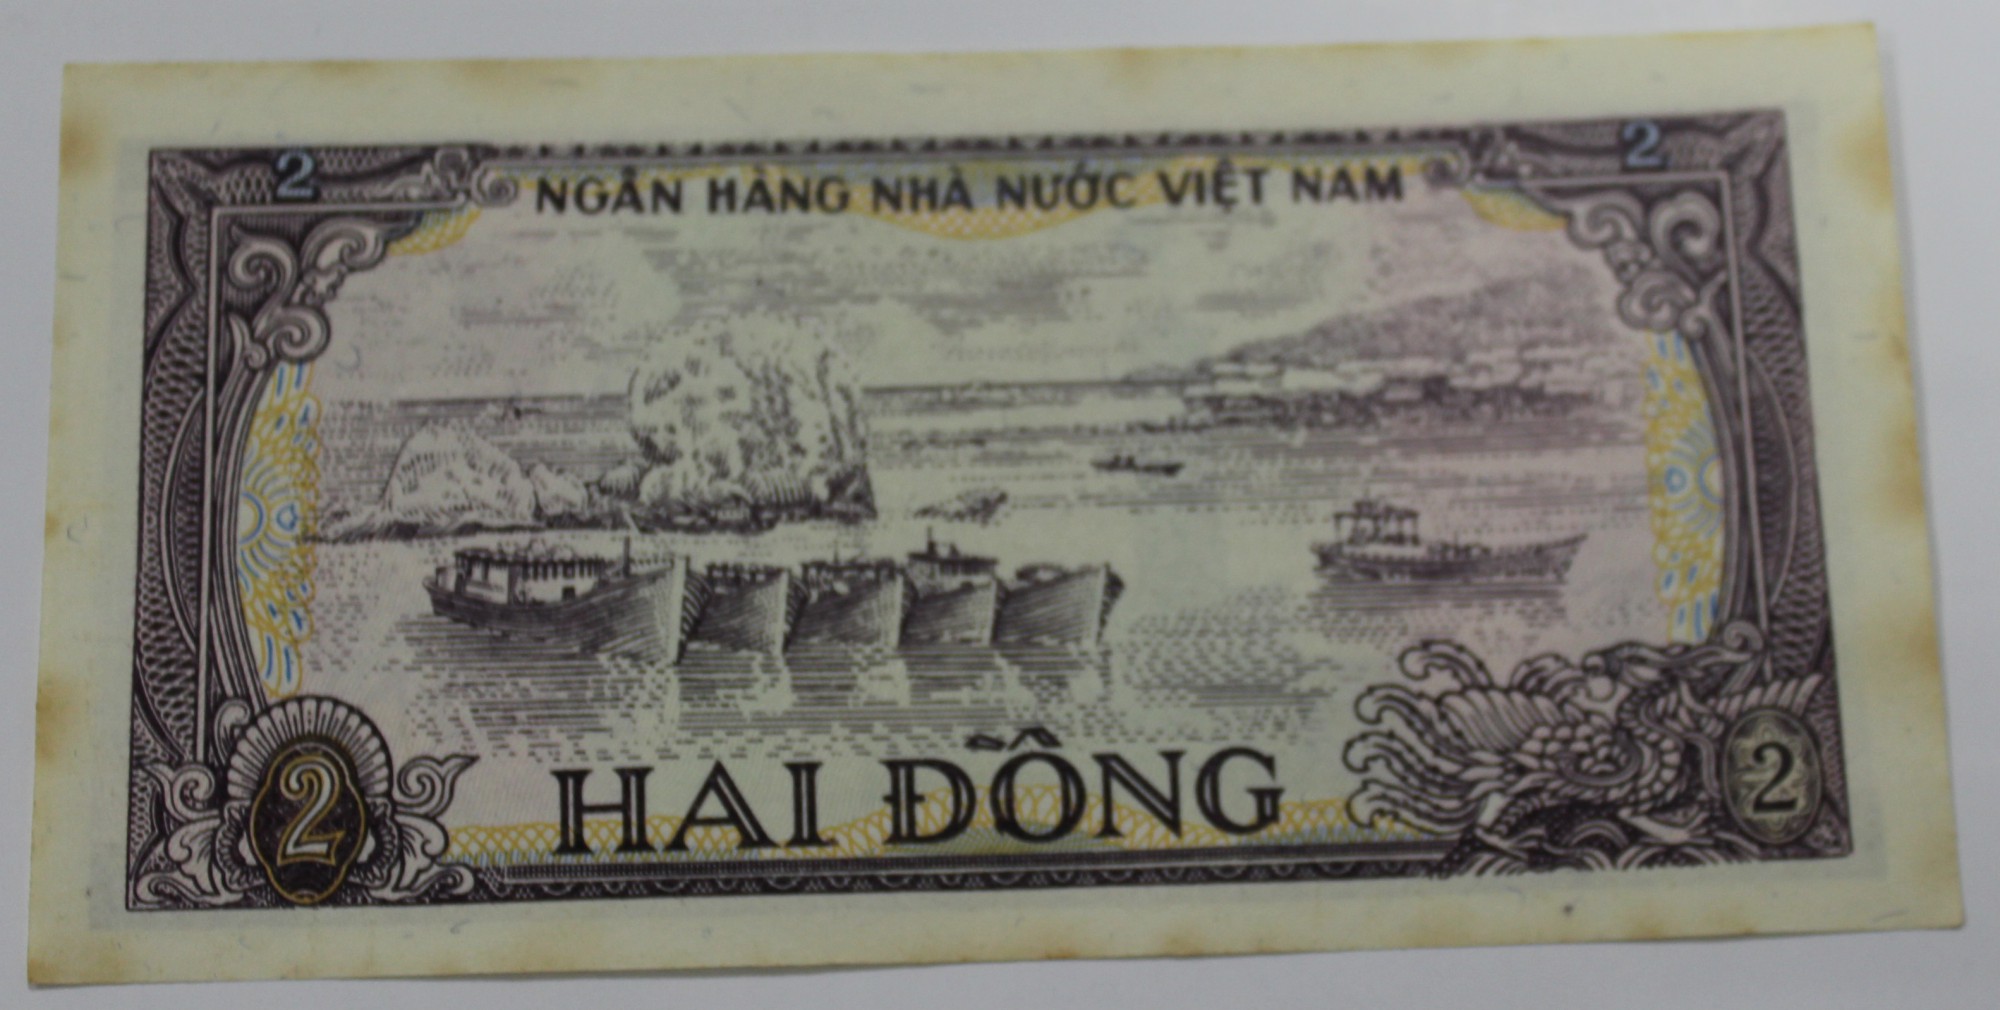 2 2
NGÂN HÀNG NHÀ NƯỚC VIỆT NAM
HAI ĐỒNG
2 2